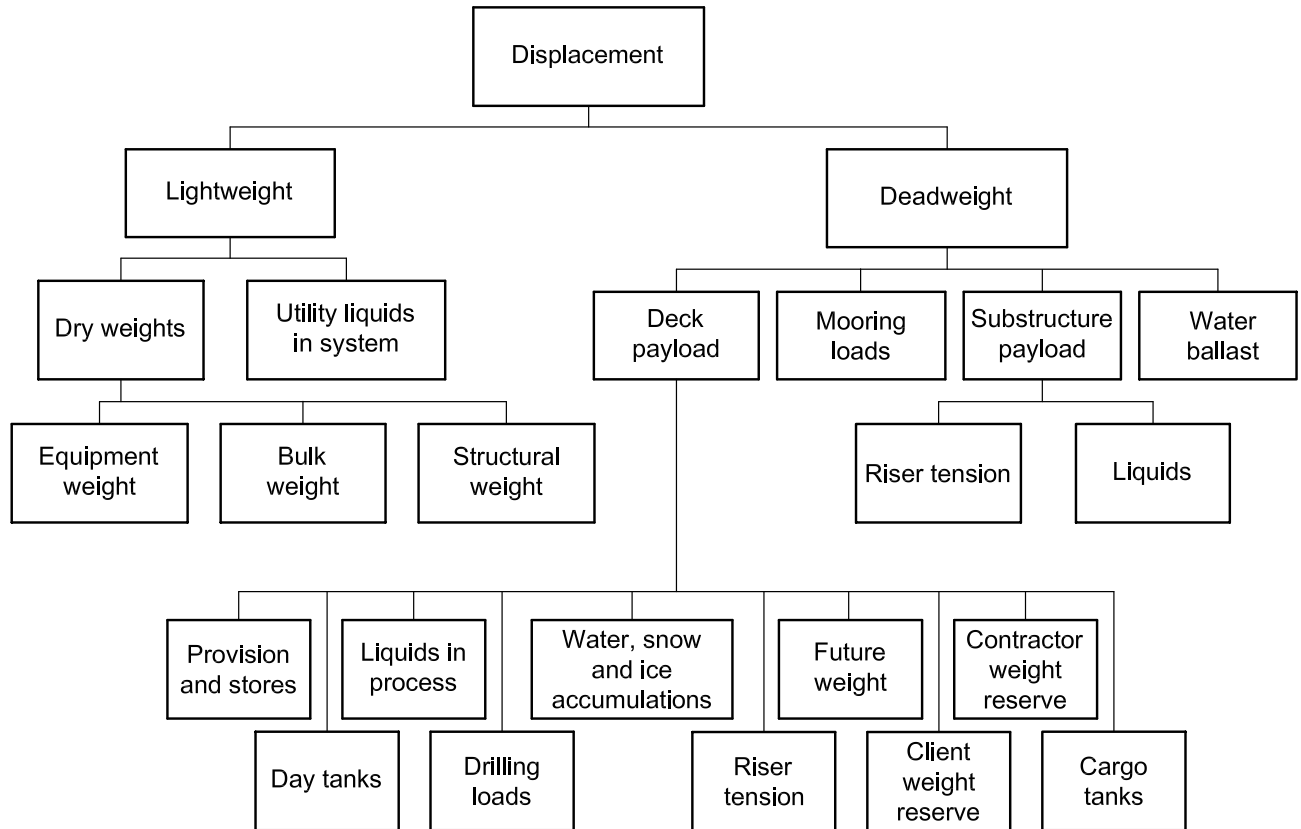 Displacement
Lightweight
Deadweight
Dry weights
Utility liquids
in system
Deck
payload
Mooring
loads
Substructure
payload
Water
ballast
Equipment
weight
Bulk
weight
Structural
weight
Riser tension
Liquids
Provision
and stores
Liquids in
process
Water, snow
and ice
accumulations
Future
weight
Contractor
weight
reserve
Day tanks
Drilling
loads
Riser
tension
Client
weight
reserve
Cargo
tanks